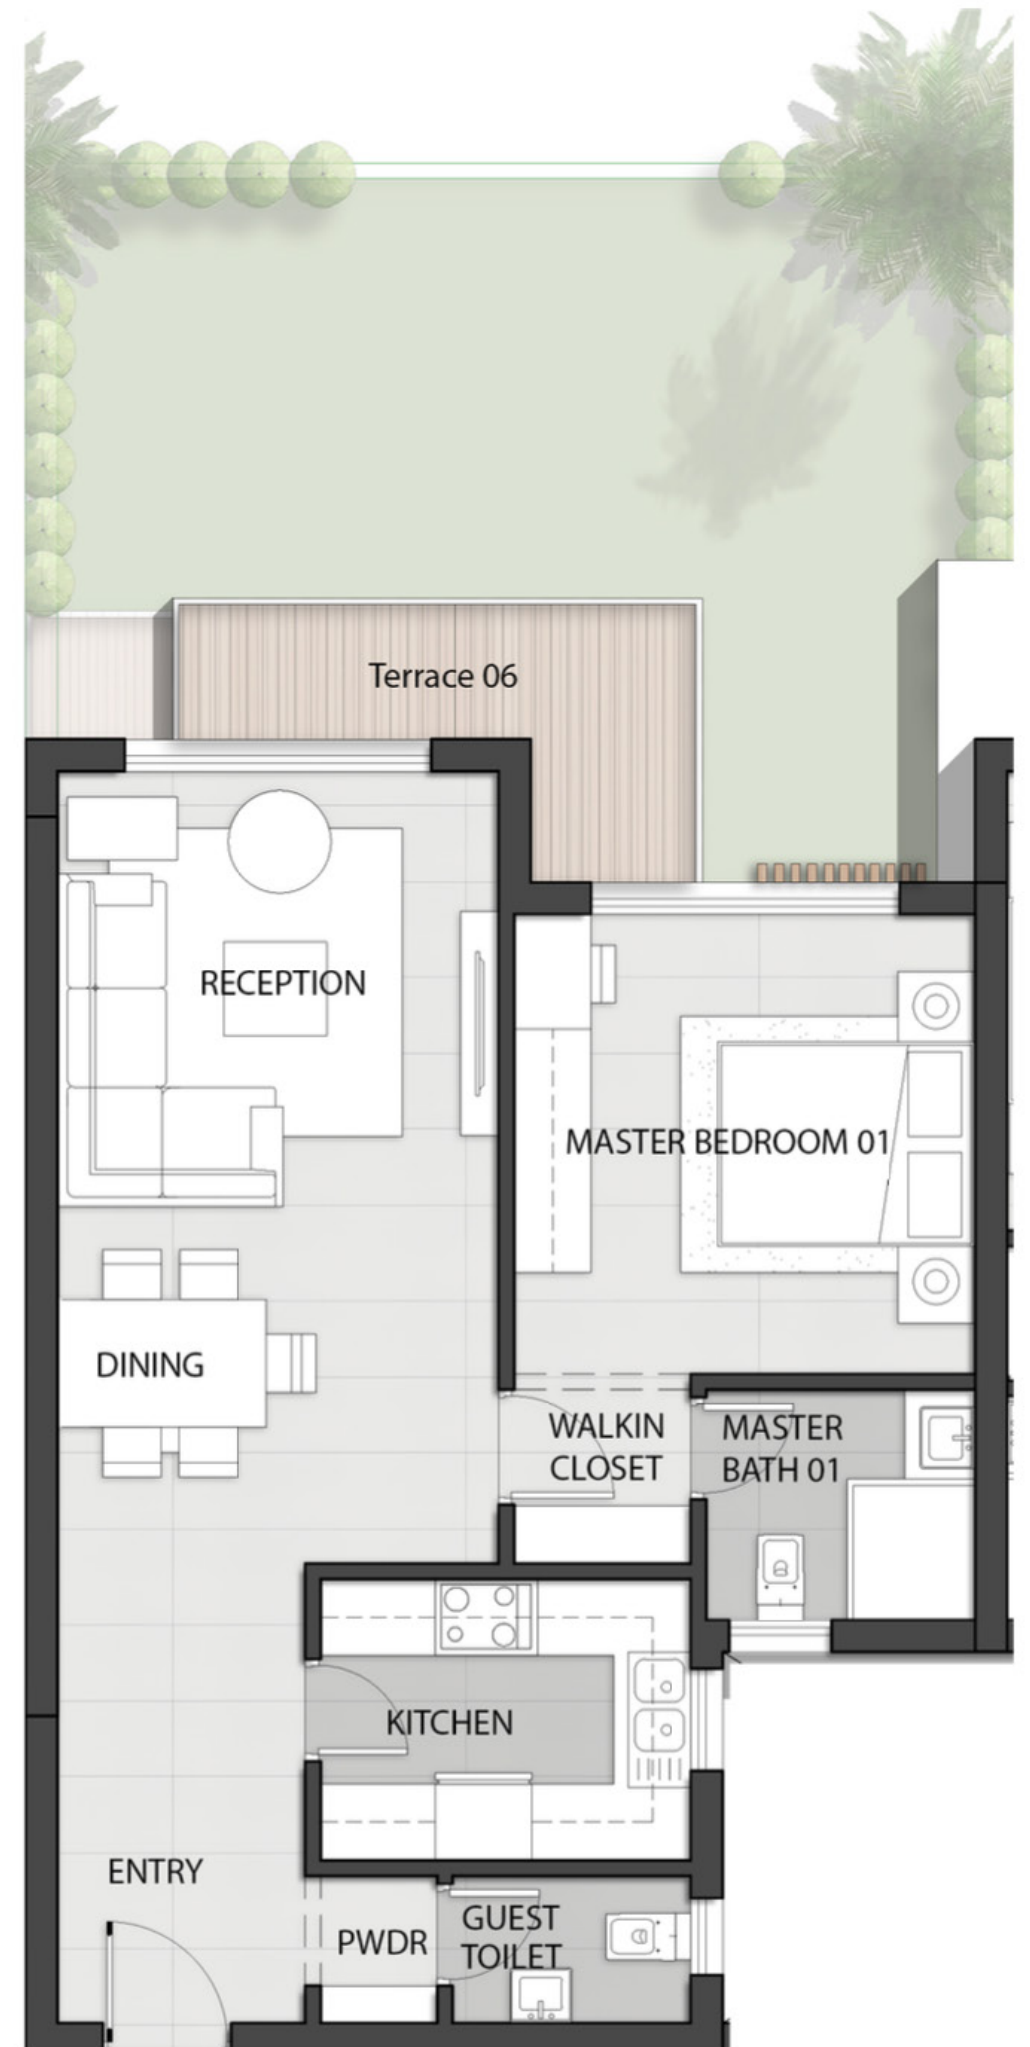 Terrace 06
RECEPTION
MASTER BEDROOM 01
DINING
WALKIN
CLOSET
MASTER
BATH 01
KITCHEN
ENTRY
PWDR
GUEST
TOILET